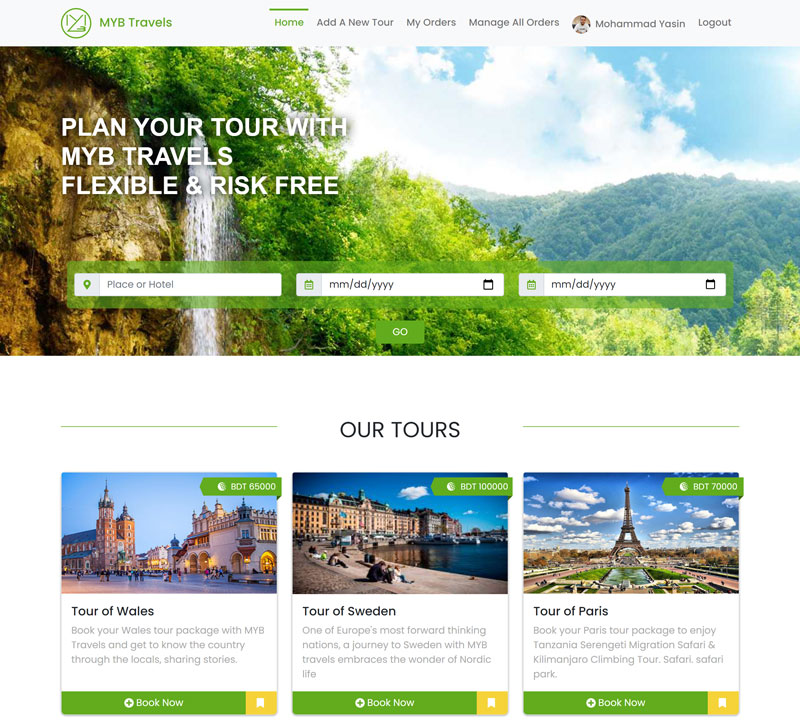 MYB Travels
Home
Add A New Tour
My Orders
Manage All Orders
Mohammad Yasin
Logout
PLAN YOUR TOUR WITH
MYB TRAVELS
FLEXIBLE & RISK FREE
Place or Hotel
mm/dd/yyyy
mm/dd/yyyy
GO
OUR TOURS
BDT 65000
Tour of Wales
Book your Wales tour package with MYB
Travels and get to know the country
through the locals, sharing stories.
Book Now
BDT 100000
Tour of Sweden
One of Europe's most forward thinking
nations, a journey to Sweden with MYB
travels embraces the wonder of Nordic
life
Book Now
BDT 70000
Tour of Paris
Book your Paris tour package to enjoy
Tanzania Serengeti Migration Safari &
Kilimanjaro Climbing Tour. Safari. safari
park.
Book Now